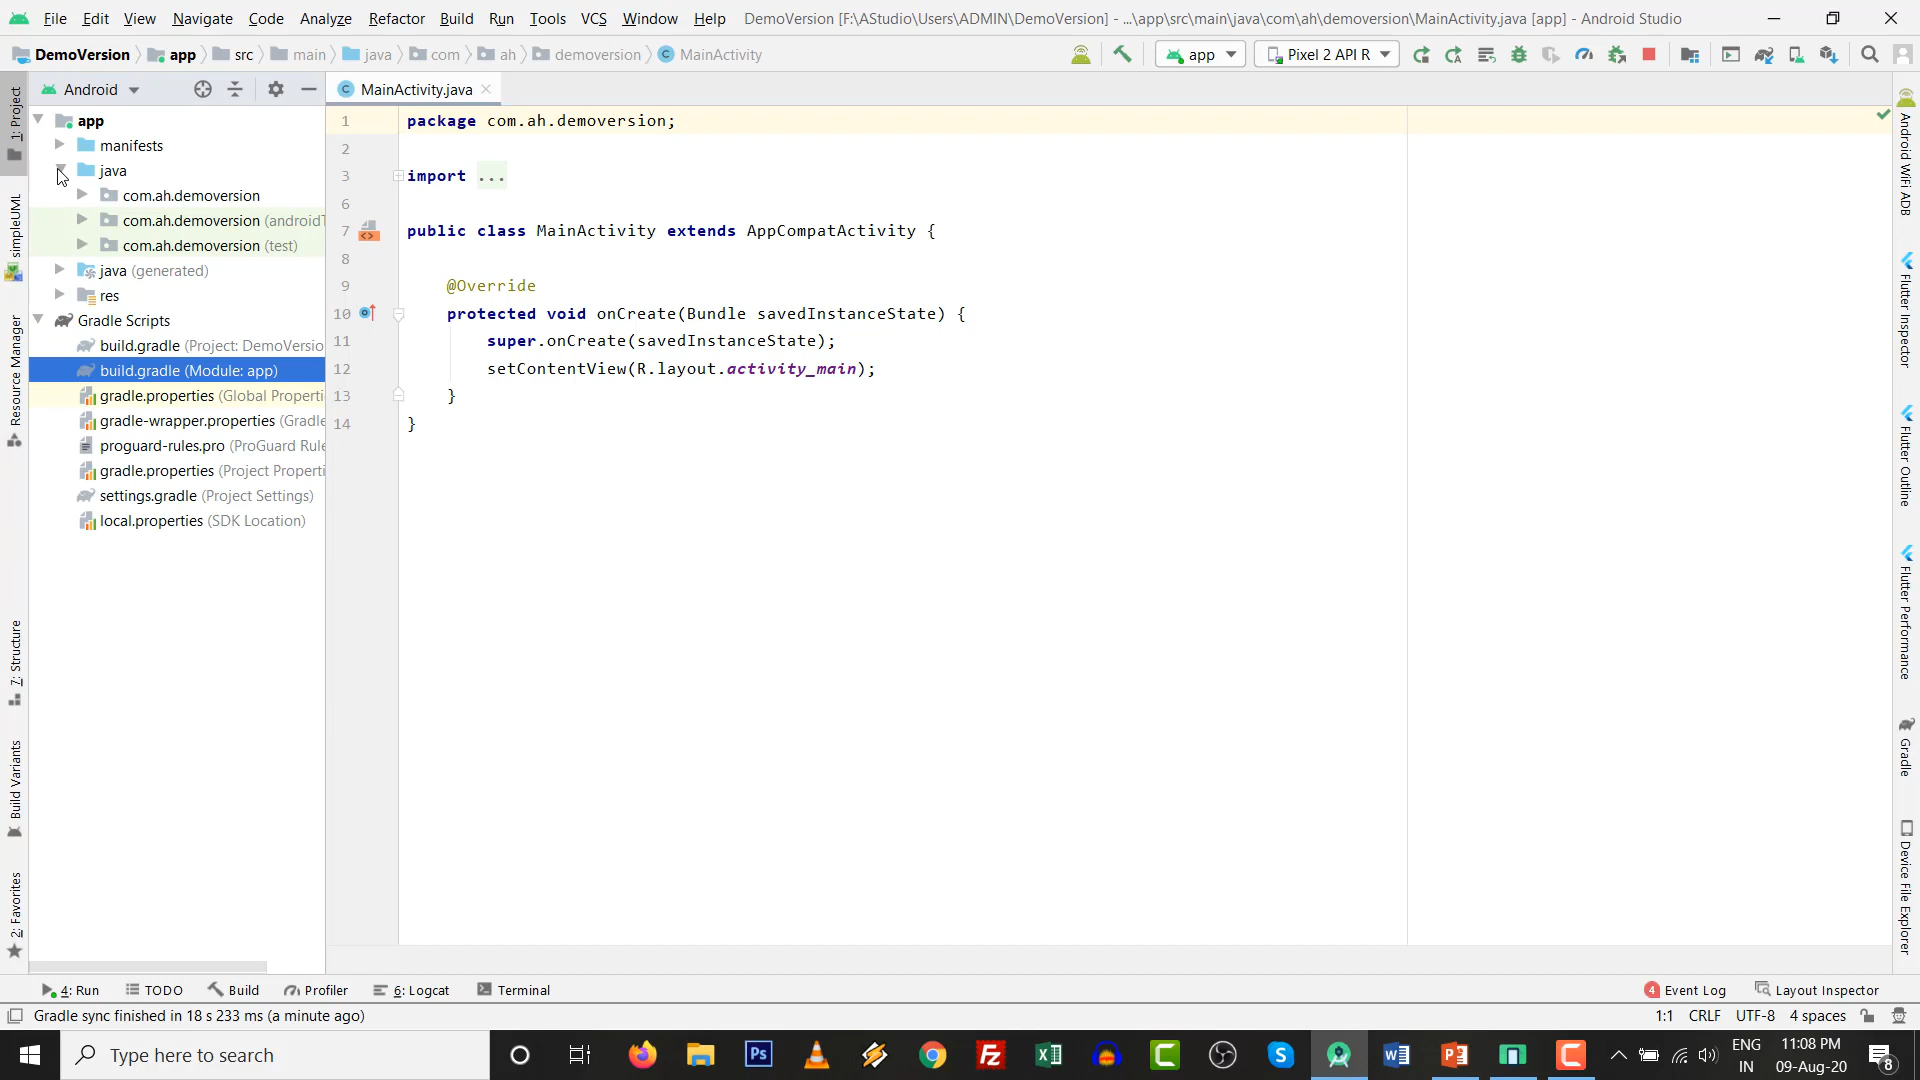 File Edit View Navigate Code Analyze Refactor Build Run Tools VCS Window Help DemoVersion [F:\AStudio\Users\ADMIN\DemoVersion] - ...\app\src\main\java\com\ah\demoversion\MainActivity.java [app] - Android Studio
DemoVersion app src main java com ah demoversion MainActivity app Pixel 2 API R
Android MainActivity.java
app
manifests
java
com.ah.demoversion
com.ah.demoversion (androidT
com.ah.demoversion (test)
java (generated)
res
Gradle Scripts
build.gradle (Project: DemoVersio
build.gradle (Module: app)
gradle.properties (Global Properti
gradle-wrapper.properties (Gradle
proguard-rules.pro (ProGuard Rule
gradle.properties (Project Properti
settings.gradle (Project Settings)
local.properties (SDK Location)
1 package com.ah.demoversion;
2
3 import ...
6
7 public class MainActivity extends AppCompatActivity {
8
9 @Override
10 protected void onCreate(Bundle savedInstanceState) {
11 super.onCreate(savedInstanceState);
12 setContentView(R.layout.activity_main);
13 }
14 }
1: Project
simpleUML
Resource Manager
7: Structure
Build Variants
2: Favorites
Android WiFi ADB
Flutter Inspector
Flutter Outline
Flutter Performance
Gradle
Device File Explorer
4: Run TODO Build Profiler 6: Logcat Terminal 4 Event Log Layout Inspector
Gradle sync finished in 18 s 233 ms (a minute ago) 1:1 CRLF UTF-8 4 spaces
Type here to search
Ps
W
P
ENG
IN
11:08 PM
09-Aug-20
8